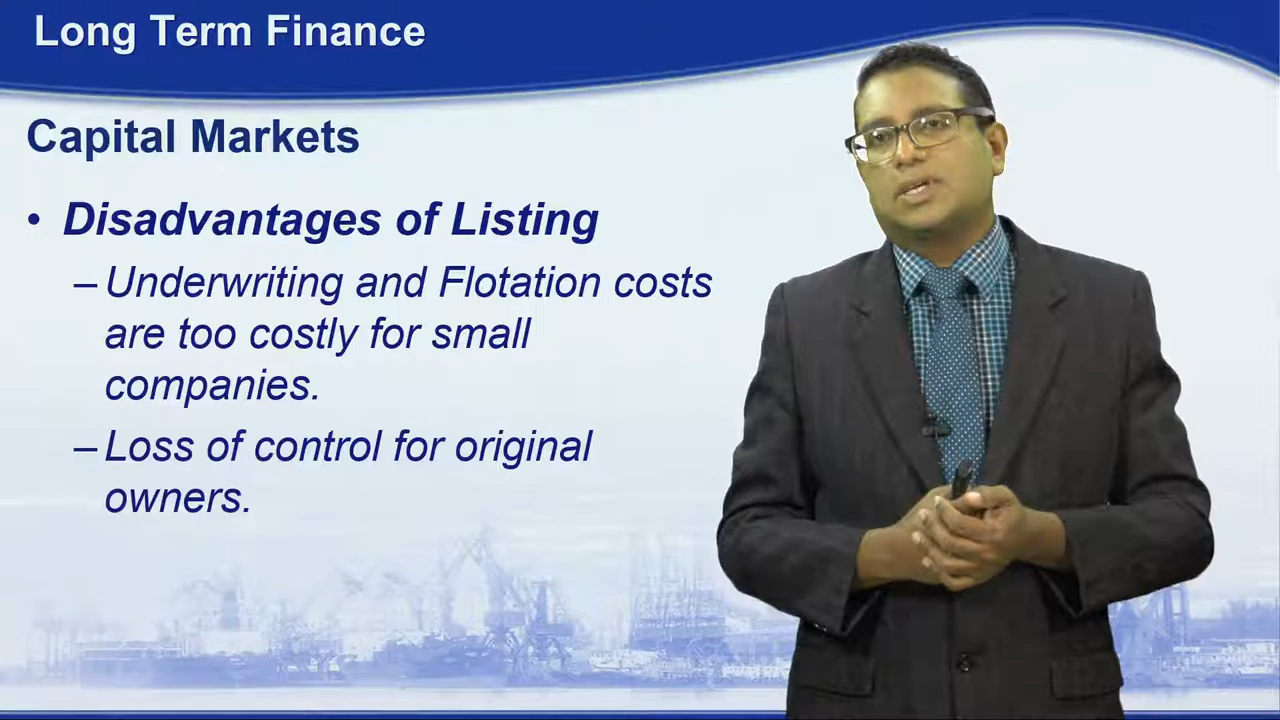 Long Term Finance
Capital Markets
• Disadvantages of Listing
– Underwriting and Flotation costs
are too costly for small
companies.
– Loss of control for original
owners.